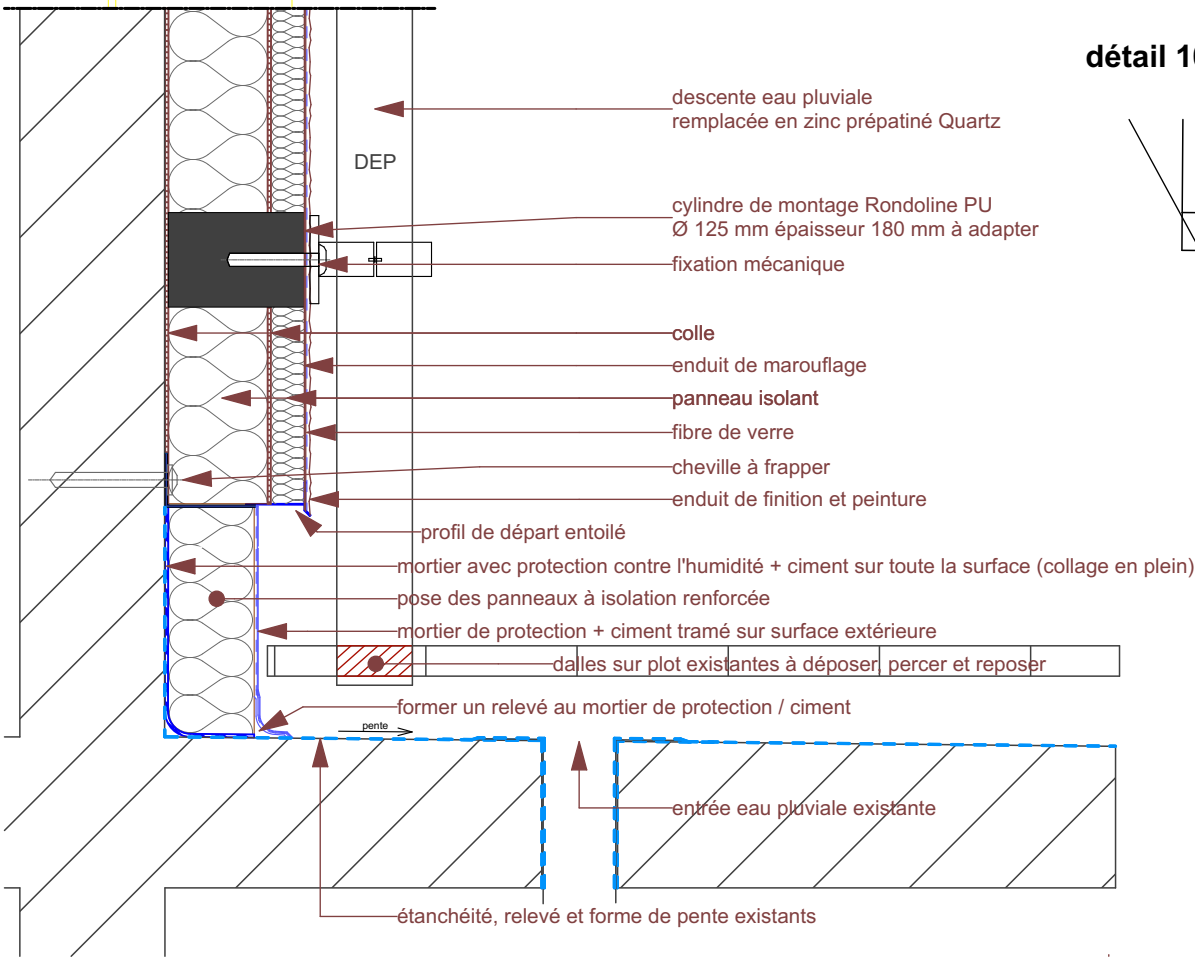 détail 10
descente eau pluviale
remplacée en zinc prépatiné Quartz
DEP
cylindre de montage Rondoline PU
Ø 125 mm épaisseur 180 mm à adapter
fixation mécanique
colle
enduit de marouflage
panneau isolant
fibre de verre
cheville à frapper
enduit de finition et peinture
profil de départ entoilé
mortier avec protection contre l'humidité + ciment sur toute la surface (collage en plein)
pose des panneaux à isolation renforcée
mortier de protection + ciment tramé sur surface extérieure
dalles sur plot existantes à déposer, percer et reposer
former un relevé au mortier de protection / ciment
pente
entrée eau pluviale existante
étanchéité, relevé et forme de pente existants